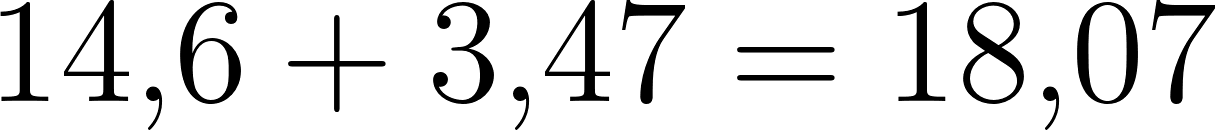 14,6 + 3,47 = 18,07